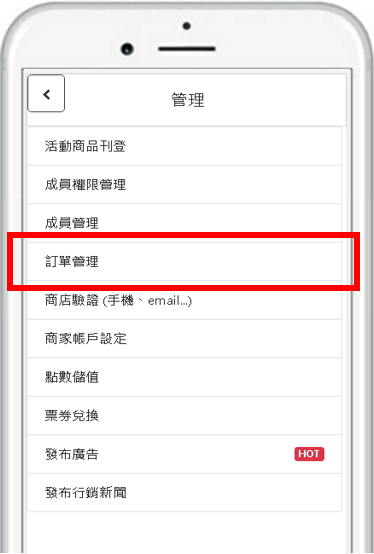 管理
活動商品刊登
成員權限管理
成員管理
訂單管理
商店驗證 (手機、email...)
商家帳戶設定
點數儲值
票券兌換
發布廣告 HOT
發布行銷新聞